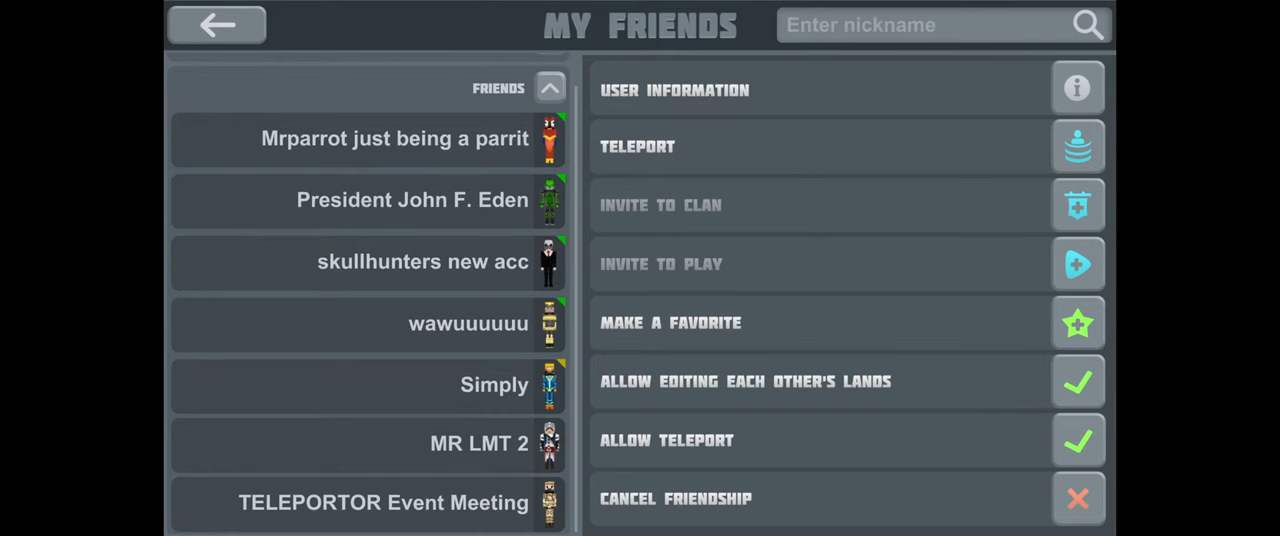 MY FRIENDS
Enter nickname
FRIENDS
Mrparrot just being a parrit
President John F. Eden
skullhunters new acc
wawuuuuuu
Simply
MR LMT 2
TELEPORTOR Event Meeting
USER INFORMATION
TELEPORT
INVITE TO CLAN
INVITE TO PLAY
MAKE A FAVORITE
ALLOW EDITING EACH OTHER'S LANDS
ALLOW TELEPORT
CANCEL FRIENDSHIP